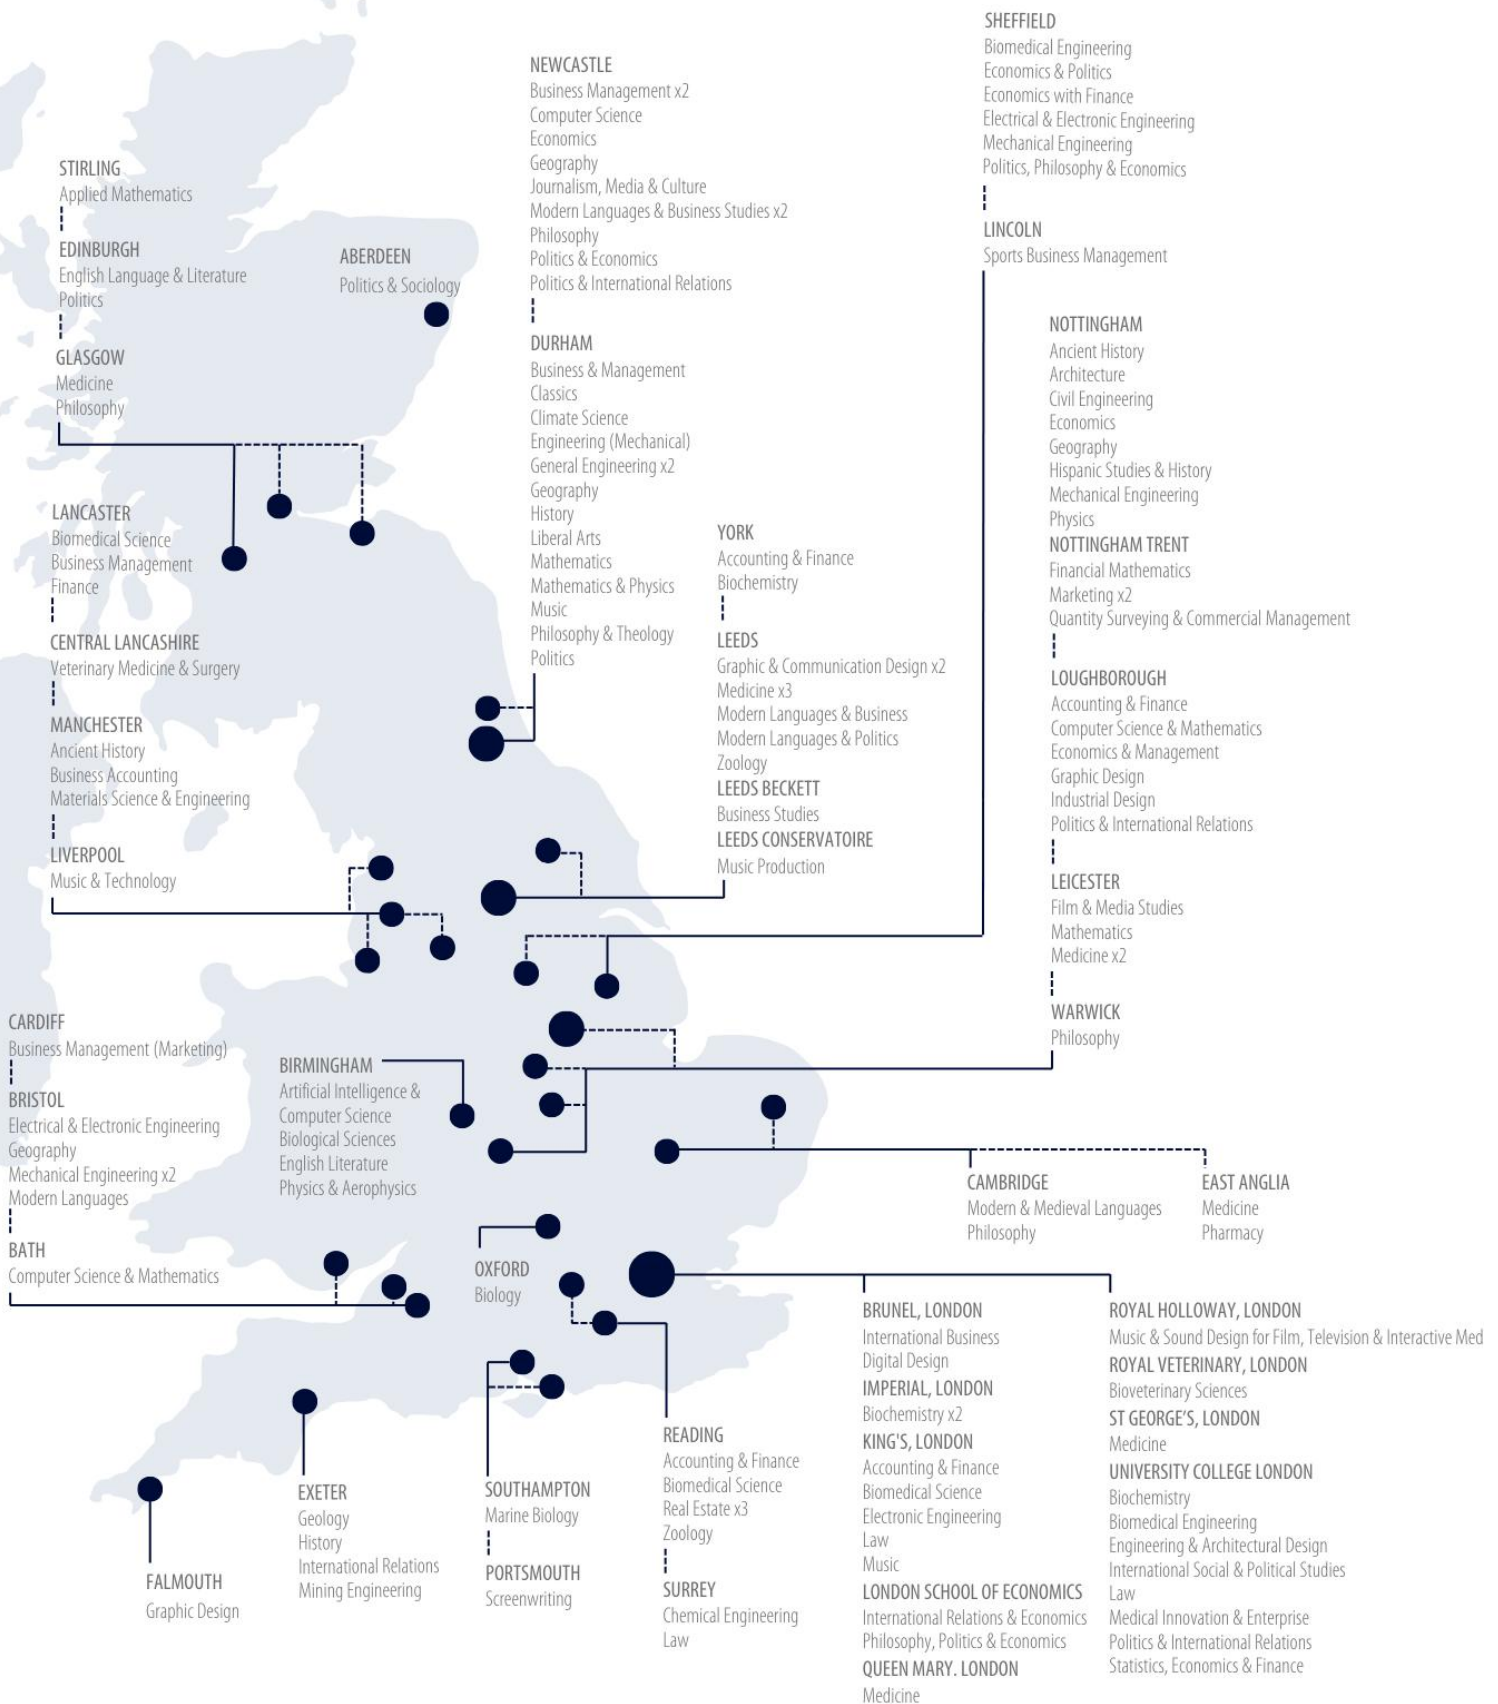 STIRLING
Applied Mathematics
EDINBURGH
English Language & Literature
Politics
GLASGOW
Medicine
Philosophy
ABERDEEN
Politics & Sociology
NEWCASTLE
Business Management x2
Computer Science
Economics
Geography
Journalism, Media & Culture
Modern Languages & Business Studies x2
Philosophy
Politics & Economics
Politics & International Relations
DURHAM
Business & Management
Classics
Climate Science
Engineering (Mechanical)
General Engineering x2
Geography
History
Liberal Arts
Mathematics
Mathematics & Physics
Music
Philosophy & Theology
Politics
SHEFFIELD
Biomedical Engineering
Economics & Politics
Economics with Finance
Electrical & Electronic Engineering
Mechanical Engineering
Politics, Philosophy & Economics
LINCOLN
Sports Business Management
LANCASTER
Biomedical Science
Business Management
Finance
CENTRAL LANCASHIRE
Veterinary Medicine & Surgery
MANCHESTER
Ancient History
Business Accounting
Materials Science & Engineering
LIVERPOOL
Music & Technology
YORK
Accounting & Finance
Biochemistry
LEEDS
Graphic & Communication Design x2
Medicine x3
Modern Languages & Business
Modern Languages & Politics
Zoology
LEEDS BECKETT
Business Studies
LEEDS CONSERVATOIRE
Music Production
NOTTINGHAM
Ancient History
Architecture
Civil Engineering
Economics
Geography
Hispanic Studies & History
Mechanical Engineering
Physics
NOTTINGHAM TRENT
Financial Mathematics
Marketing x2
Quantity Surveying & Commercial Management
LOUGHBOROUGH
Accounting & Finance
Computer Science & Mathematics
Economics & Management
Graphic Design
Industrial Design
Politics & International Relations
LEICESTER
Film & Media Studies
Mathematics
Medicine x2
WARWICK
Philosophy
CARDIFF
Business Management (Marketing)
BRISTOL
Electrical & Electronic Engineering
Geography
Mechanical Engineering x2
Modern Languages
BATH
Computer Science & Mathematics
BIRMINGHAM
Artificial Intelligence &
Computer Science
Biological Sciences
English Literature
Physics & Aerophysics
CAMBRIDGE
Modern & Medieval Languages
Philosophy
EAST ANGLIA
Medicine
Pharmacy
OXFORD
Biology
FALMOUTH
Graphic Design
EXETER
Geology
History
International Relations
Mining Engineering
SOUTHAMPTON
Marine Biology
PORTSMOUTH
Screenwriting
READING
Accounting & Finance
Biomedical Science
Real Estate x3
Zoology
SURREY
Chemical Engineering
Law
BRUNEL, LONDON
International Business
Digital Design
IMPERIAL, LONDON
Biochemistry x2
KING'S, LONDON
Accounting & Finance
Biomedical Science
Electronic Engineering
Law
Music
LONDON SCHOOL OF ECONOMICS
International Relations & Economics
Philosophy, Politics & Economics
QUEEN MARY. LONDON
Medicine
ROYAL HOLLOWAY, LONDON
Music & Sound Design for Film, Television & Interactive Med
ROYAL VETERINARY, LONDON
Bioveterinary Sciences
ST GEORGE'S, LONDON
Medicine
UNIVERSITY COLLEGE LONDON
Biochemistry
Biomedical Engineering
Engineering & Architectural Design
International Social & Political Studies
Law
Medical Innovation & Enterprise
Politics & International Relations
Statistics, Economics & Finance